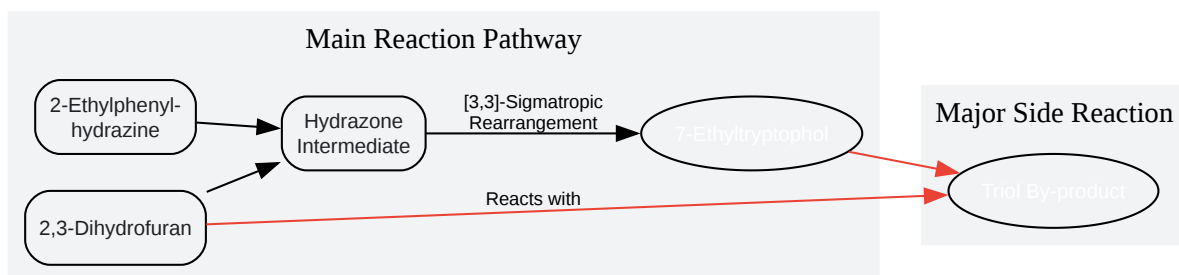 Main Reaction Pathway
2-Ethylphenyl-
hydrazine
2,3-Dihydrofuran
Hydrazone
Intermediate
[3,3]-Sigmatropic
Rearrangement
7-Ethyltryptophol
Reacts with
Major Side Reaction
Triol By-product